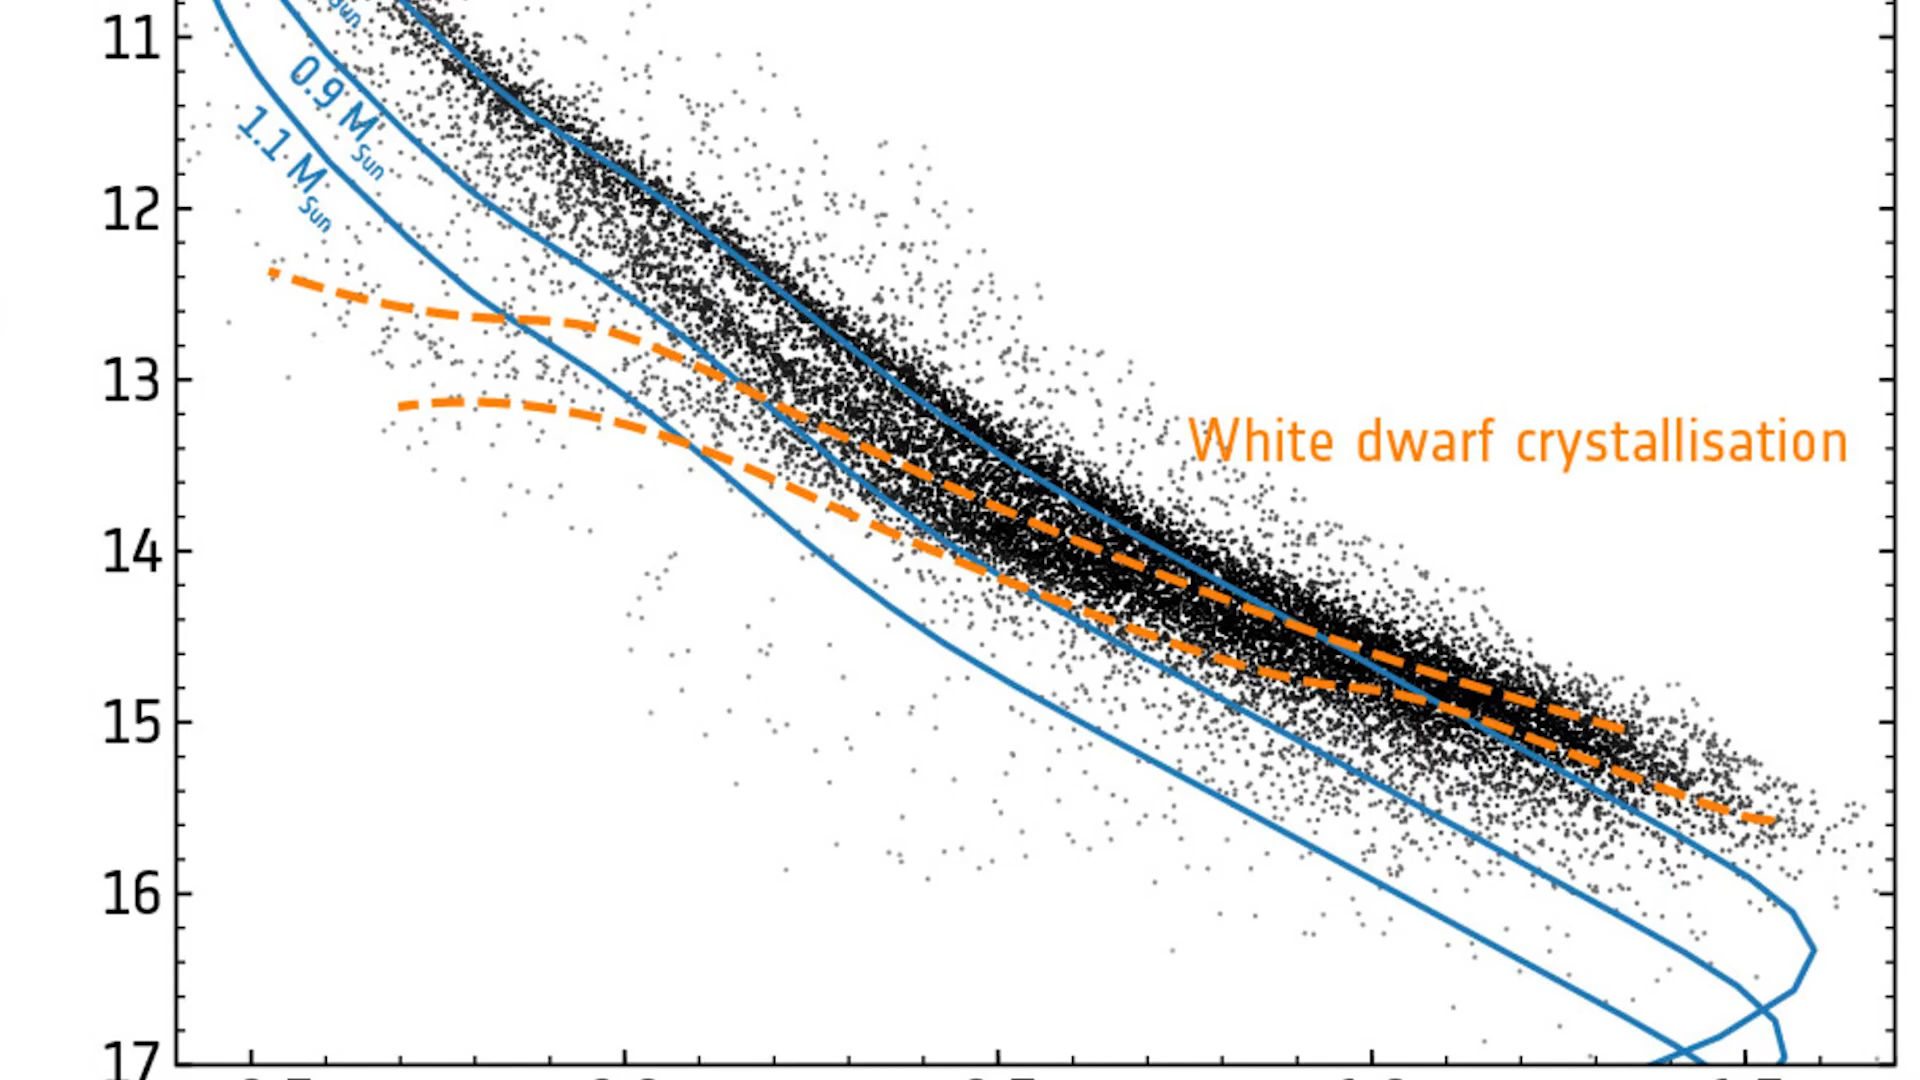 11
0.9 M Sun
1.1 M Sun
12
13
White dwarf crystallisation
14
15
16
17